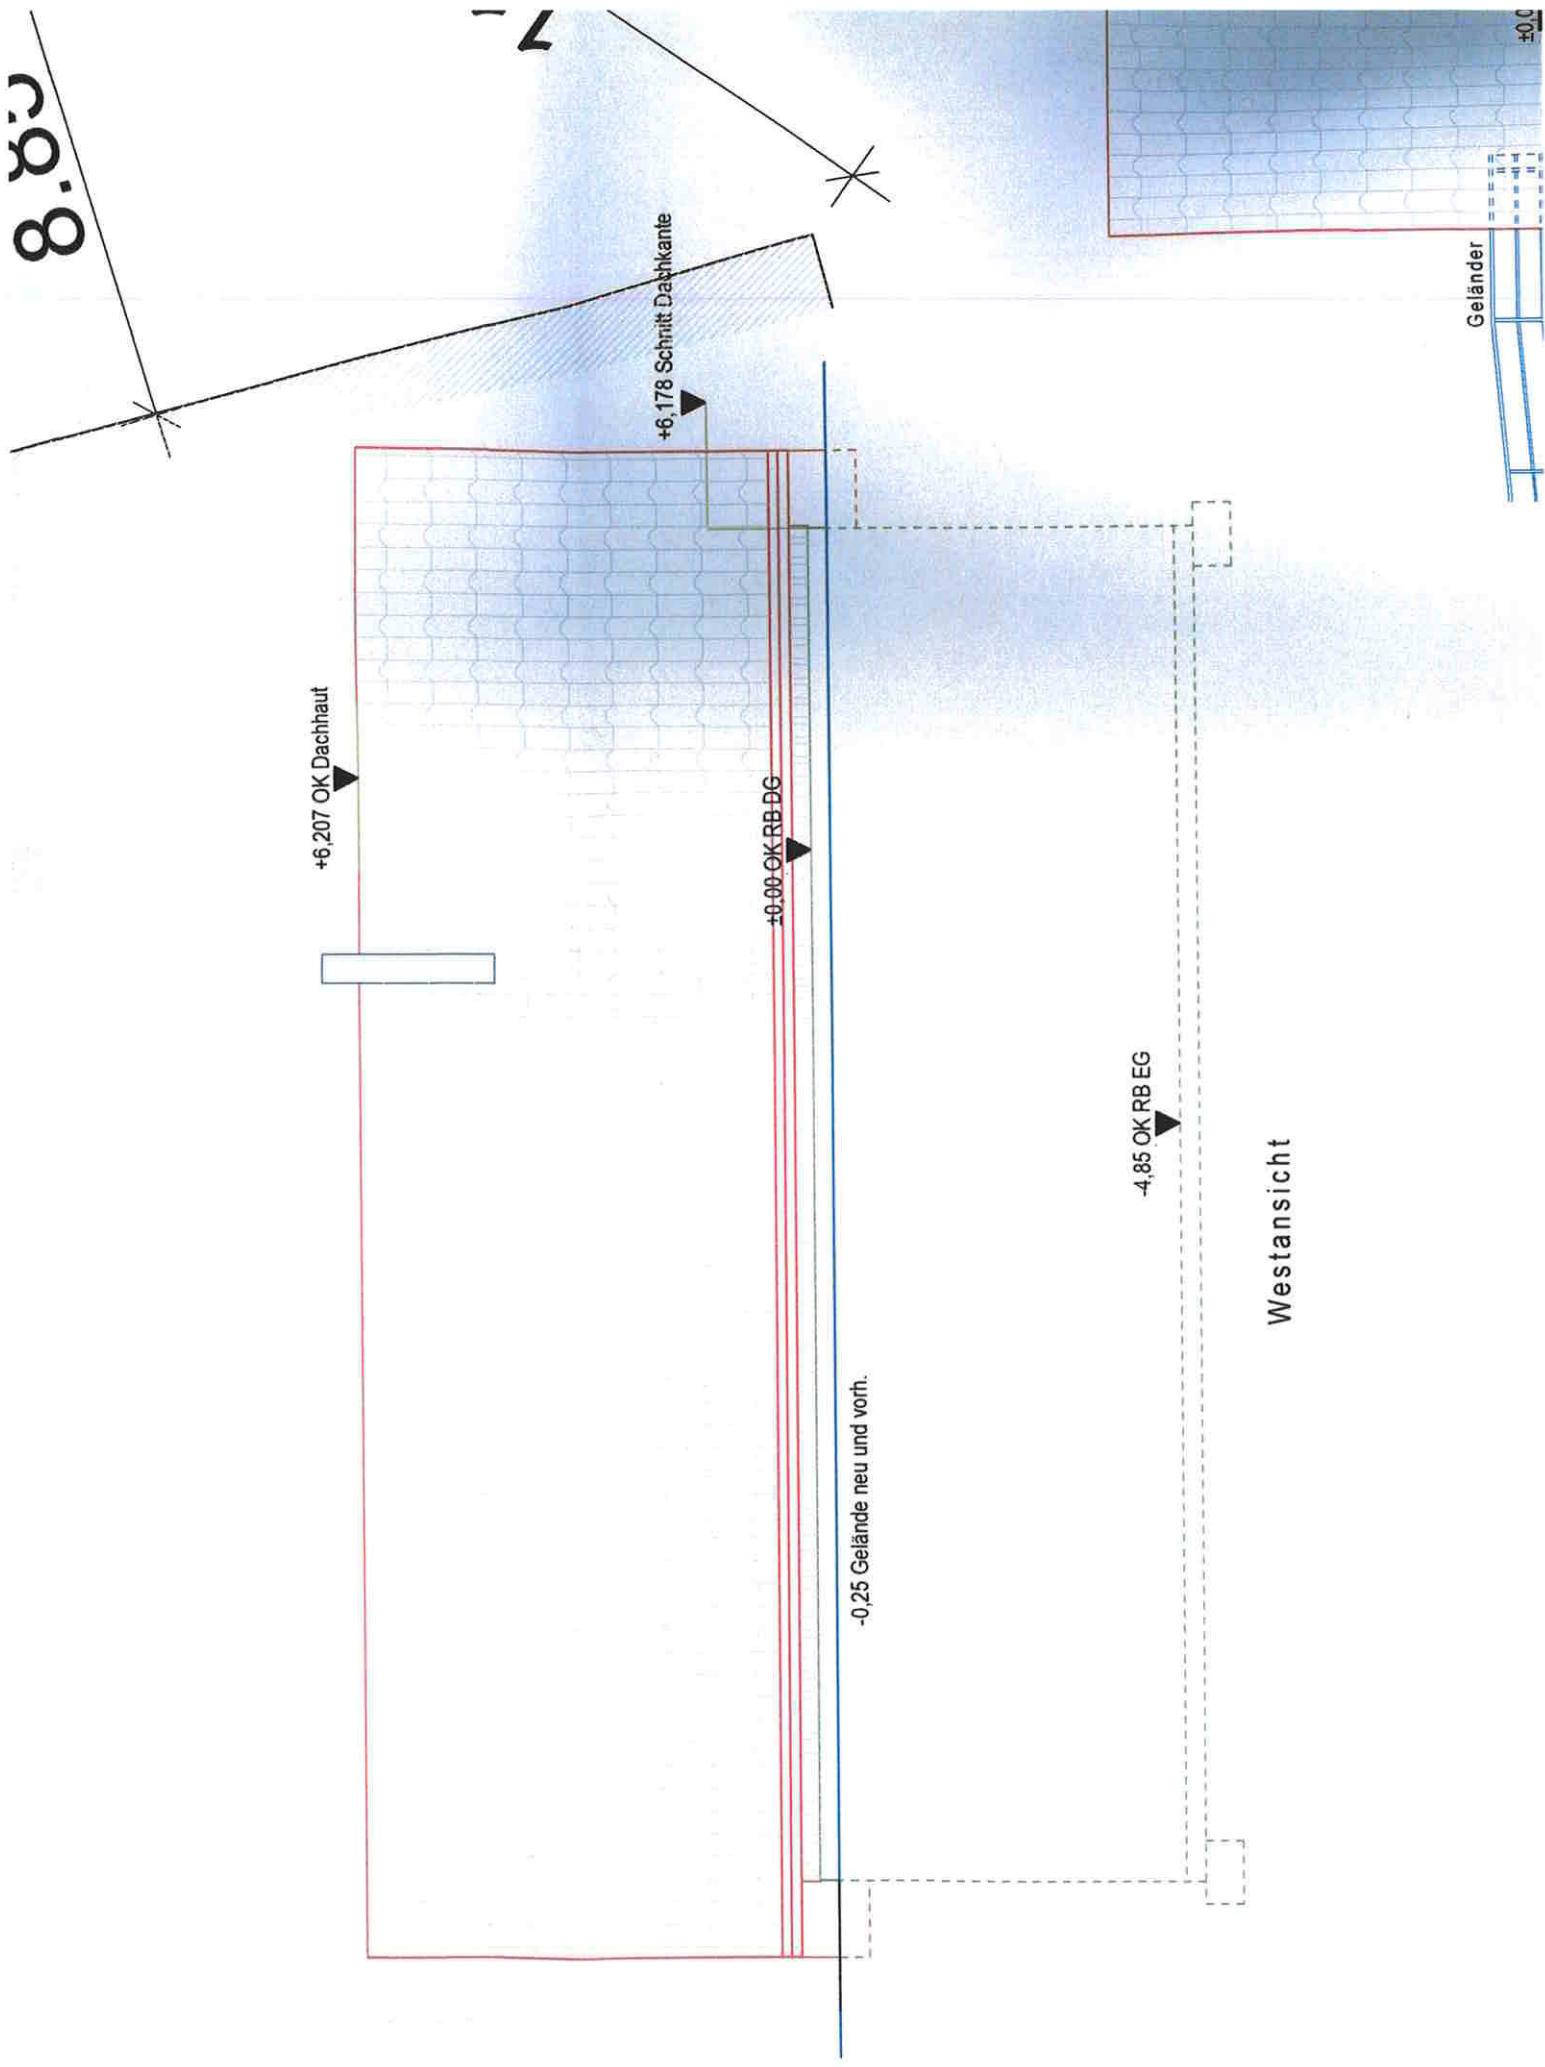 8.8
+6,207 OK Dachhaut
+6,178 Schnitt Dachkante
±0,00 OK RB DG
-0,25 Gelände neu und vorh.
-4,85 OK RB EG
Westansicht
Geländer